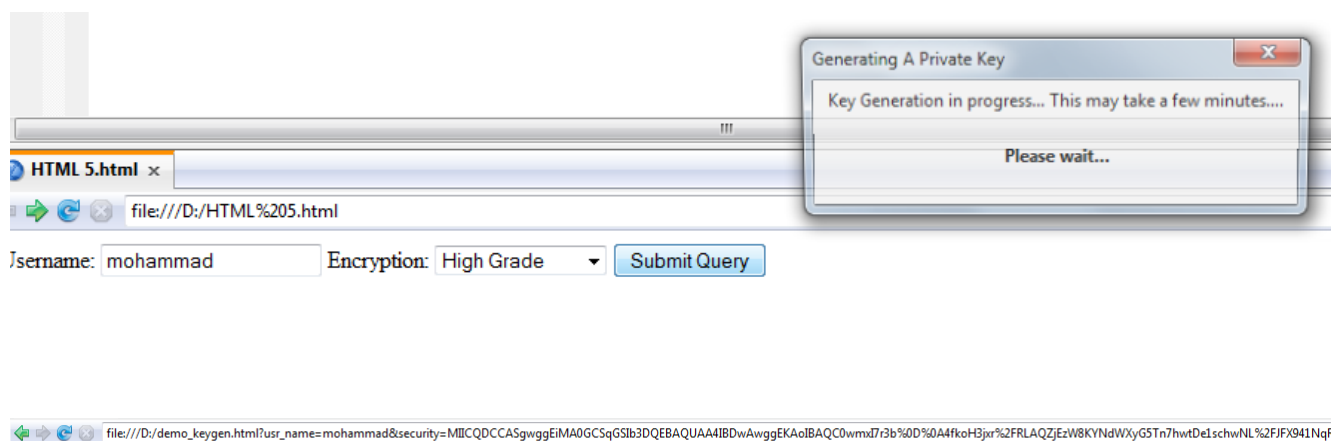 Generating A Private Key
Key Generation in progress... This may take a few minutes....
Please wait...
HTML 5.html
file:///D:/HTML%205.html
Username: mohammad Encryption: High Grade Submit Query
file:///D:/demo_keygen.html?usr_name=mohammad&security=MIICQDCCASgwggEiMA0GCSqGSIb3DQEBAQUAA4IBDwAwggEKAoIBAQC0wmxI7r3b%0D%0A4fkoH3jxr%2FRLAQZjEzW8KYNdWXyG5Tn7hwtDe1schwNL%2FJFX941NqF